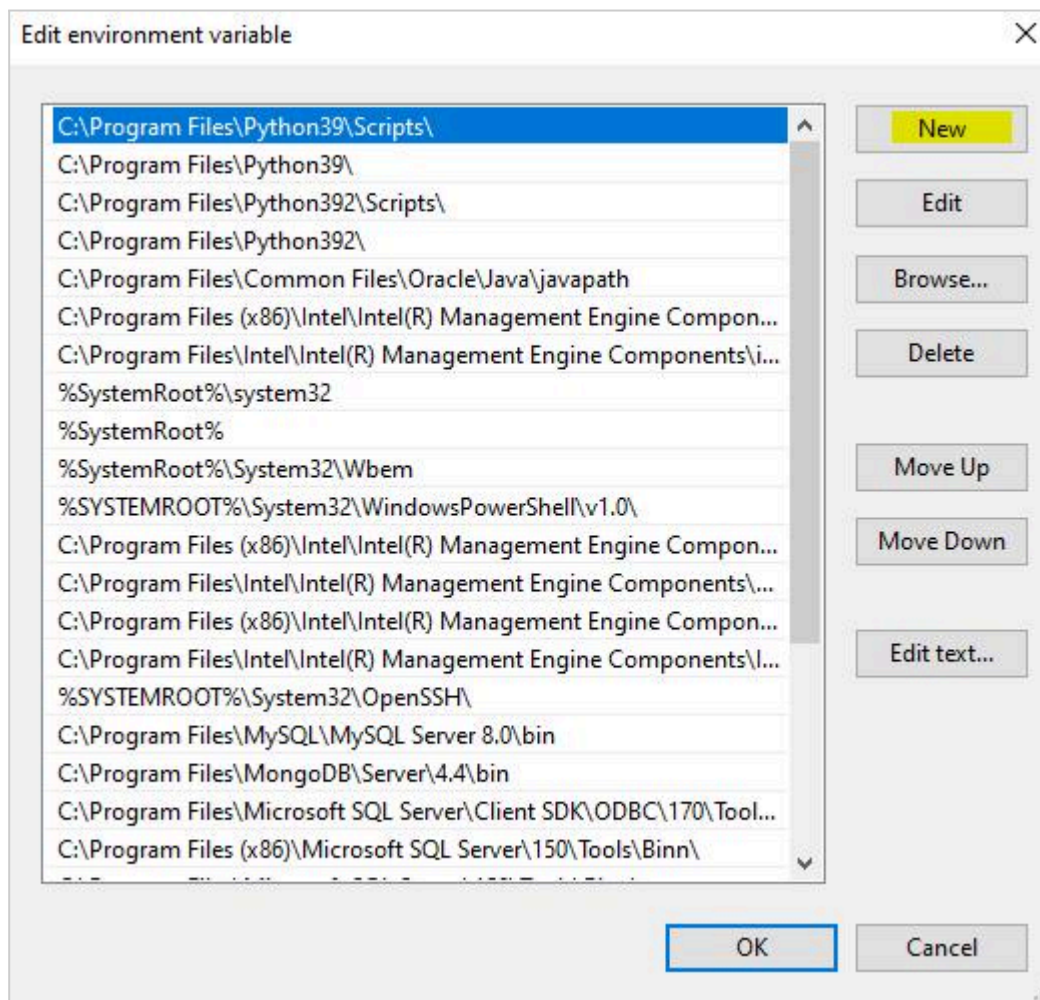 Edit environment variable
C:\Program Files\Python39\Scripts\
C:\Program Files\Python39\
C:\Program Files\Python392\Scripts\
C:\Program Files\Python392\
C:\Program Files\Common Files\Oracle\Java\javapath
C:\Program Files (x86)\Intel\Intel(R) Management Engine Compon...
C:\Program Files\Intel\Intel(R) Management Engine Components\i...
%SystemRoot%\system32
%SystemRoot%
%SystemRoot%\System32\Wbem
%SYSTEMROOT%\System32\WindowsPowerShell\v1.0\
C:\Program Files (x86)\Intel\Intel(R) Management Engine Compon...
C:\Program Files\Intel\Intel(R) Management Engine Components\...
C:\Program Files (x86)\Intel\Intel(R) Management Engine Compon...
C:\Program Files\Intel\Intel(R) Management Engine Components\I...
%SYSTEMROOT%\System32\OpenSSH\
C:\Program Files\MySQL\MySQL Server 8.0\bin
C:\Program Files\MongoDB\Server\4.4\bin
C:\Program Files\Microsoft SQL Server\Client SDK\ODBC\170\Tool...
C:\Program Files (x86)\Microsoft SQL Server\150\Tools\Binn\
New
Edit
Browse...
Delete
Move Up
Move Down
Edit text...
OK
Cancel